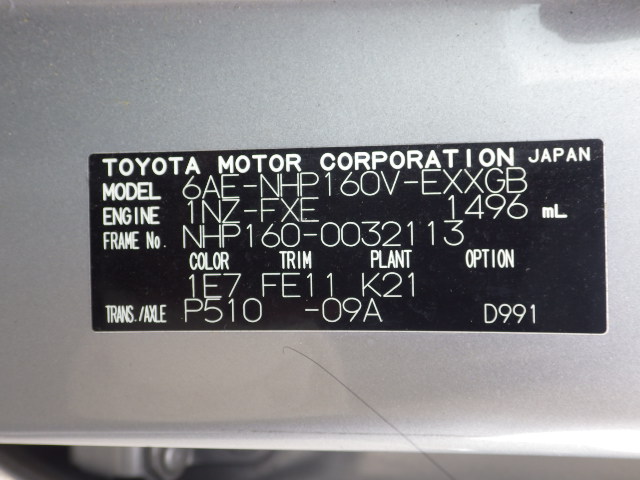 TOYOTA MOTOR CORPORATION JAPAN
MODEL 6AE-NHP160V-EXXGB
ENGINE 1NZ-FXE 1496 mL
FRAME No. NHP160-0032113
COLOR TRIM PLANT OPTION
1E7 FE11 K21
TRANS./AXLE P510 -09A D991